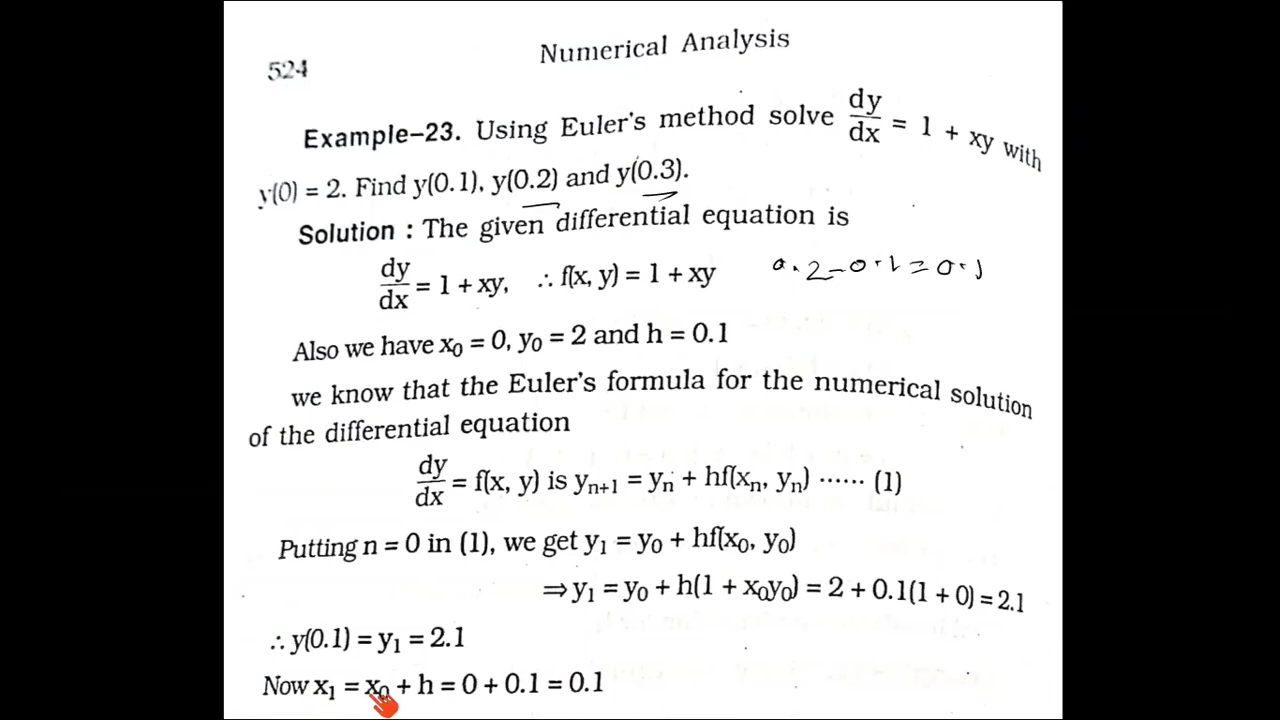 524
Numerical Analysis
Example–23. Using Euler's method solve dy/dx = 1 + xy with
y(0) = 2. Find y(0.1), y(0.2) and y(0.3).
Solution : The given differential equation is
dy/dx = 1 + xy, ∴ f(x, y) = 1 + xy
0.2-0.1=0.1
Also we have x₀ = 0, y₀ = 2 and h = 0.1
we know that the Euler's formula for the numerical solution
of the differential equation
dy/dx = f(x, y) is yₙ₊₁ = yₙ + hf(xₙ, yₙ) ······ (1)
Putting n = 0 in (1), we get y₁ = y₀ + hf(x₀, y₀)
⇒ y₁ = y₀ + h(1 + x₀y₀) = 2 + 0.1(1 + 0) = 2.1
∴ y(0.1) = y₁ = 2.1
Now x₁ = x₀ + h = 0 + 0.1 = 0.1